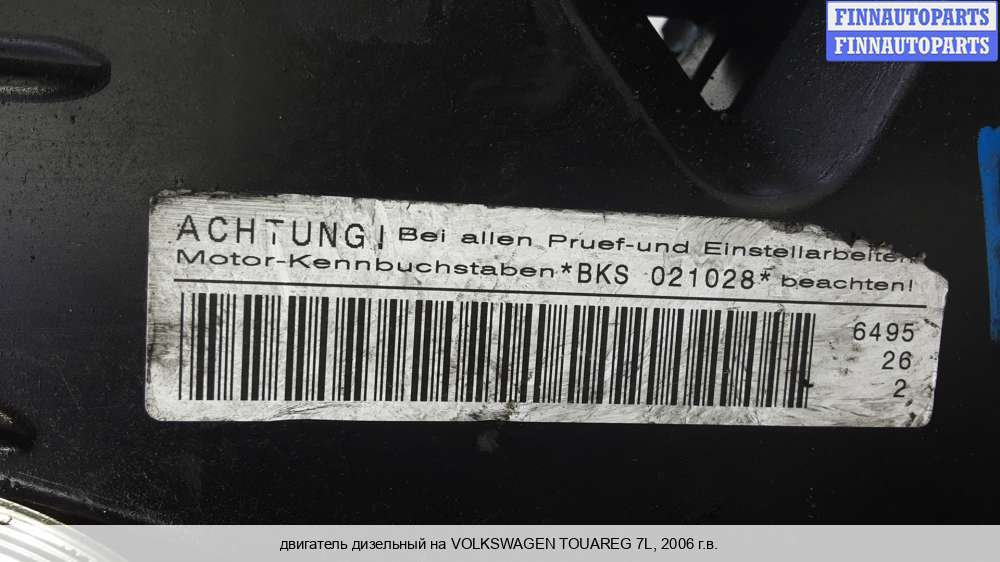 FINNAUTOPARTS
FINNAUTOPARTS
ACHTUNG! Bei allen Pruef-und Einstellarbeiten
Motor-Kennbuchstaben*BKS 021028* beachten!
6495
26
2
двигатель дизельный на VOLKSWAGEN TOUAREG 7L, 2006 г.в.